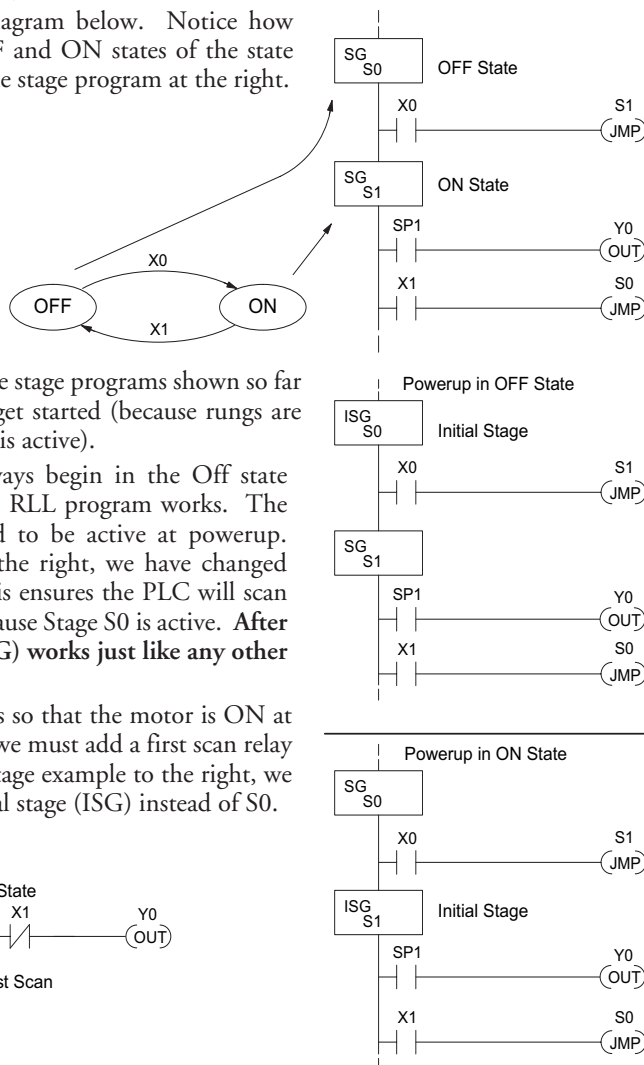 agram below. Notice how
F and ON states of the state
e stage program at the right.
SG
S0
OFF State
X0
S1
JMP
SG
S1
ON State
SP1
Y0
OUT
X1
S0
JMP
X0
OFF
ON
X1
e stage programs shown so far
get started (because rungs are
is active).
ays begin in the Off state
RLL program works. The
d to be active at powerup.
the right, we have changed
is ensures the PLC will scan
ause Stage S0 is active. After
G) works just like any other
s so that the motor is ON at
we must add a first scan relay
tage example to the right, we
al stage (ISG) instead of S0.
Powerup in OFF State
ISG
S0
Initial Stage
X0
S1
JMP
SG
S1
SP1
Y0
OUT
X1
S0
JMP
Powerup in ON State
SG
S0
X0
S1
JMP
ISG
S1
Initial Stage
SP1
Y0
OUT
X1
S0
JMP
State
X1
Y0
OUT
st Scan